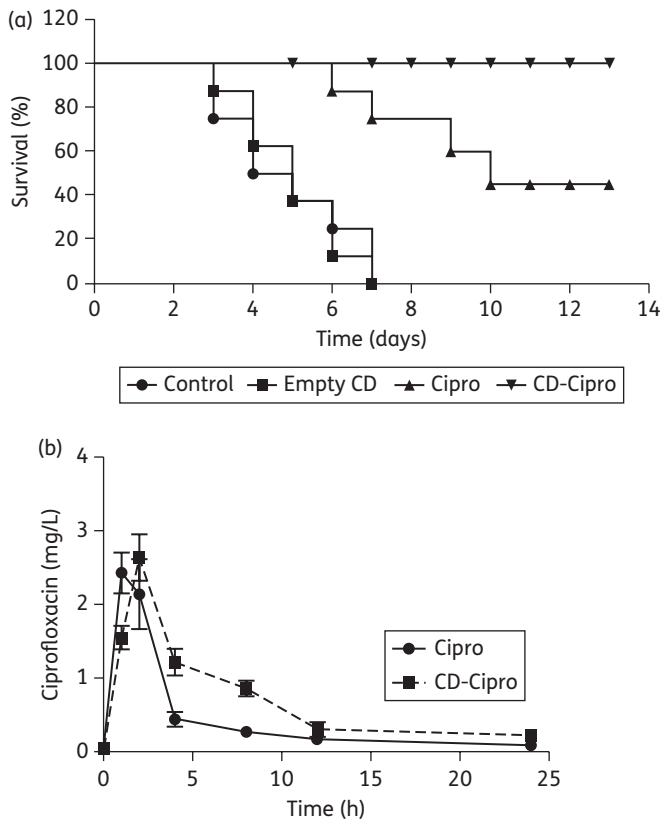 (a)
120
100
80
60
40
20
0
Survival (%)
0 2 4 6 8 10 12 14
Time (days)
Control Empty CD Cipro CD-Cipro
(b)
4
3
2
1
0
Ciprofloxacin (mg/L)
Cipro
CD-Cipro
0 5 10 15 20 25
Time (h)